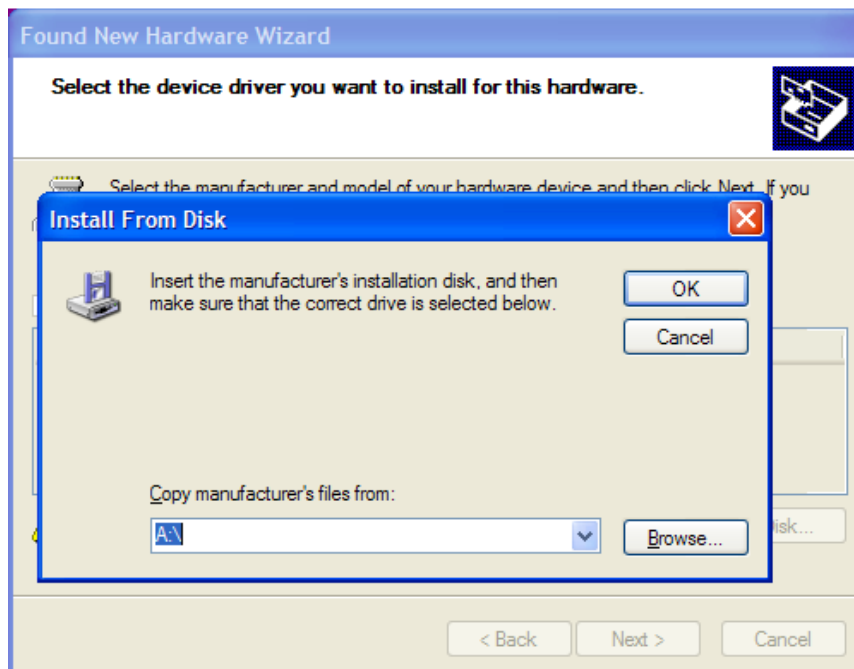 Found New Hardware Wizard
Select the device driver you want to install for this hardware.
Select the manufacturer and model of your hardware device and then click Next. If you
Install From Disk
Insert the manufacturer's installation disk, and then
make sure that the correct drive is selected below.
OK
Cancel
Copy manufacturer's files from:
A:\
Browse...
isk...
< Back
Next >
Cancel